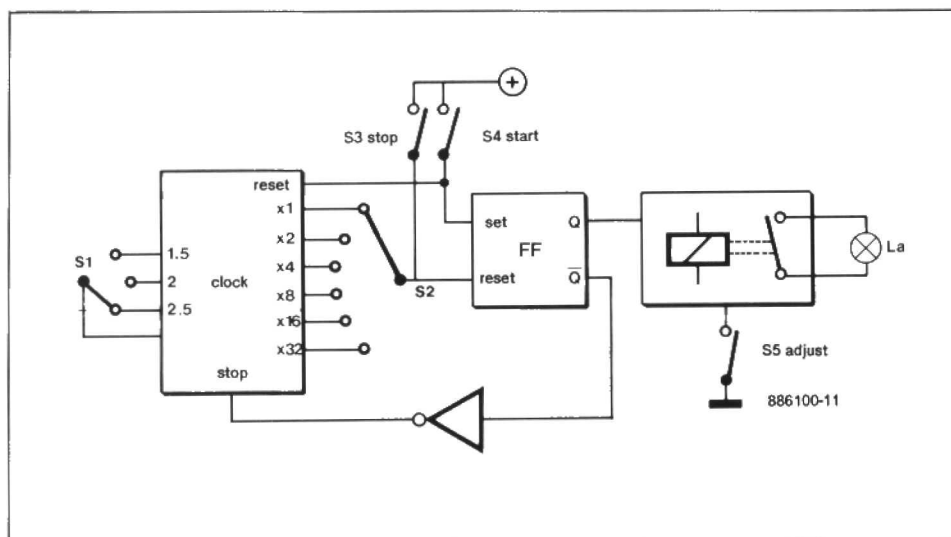 +
S3 stop
S4 start
reset
x1
x2
x4
x8
x16
x32
S1
1.5
2
2.5
clock
stop
S2
set
reset
FF
Q
Q̅
La
S5 adjust
886100-11